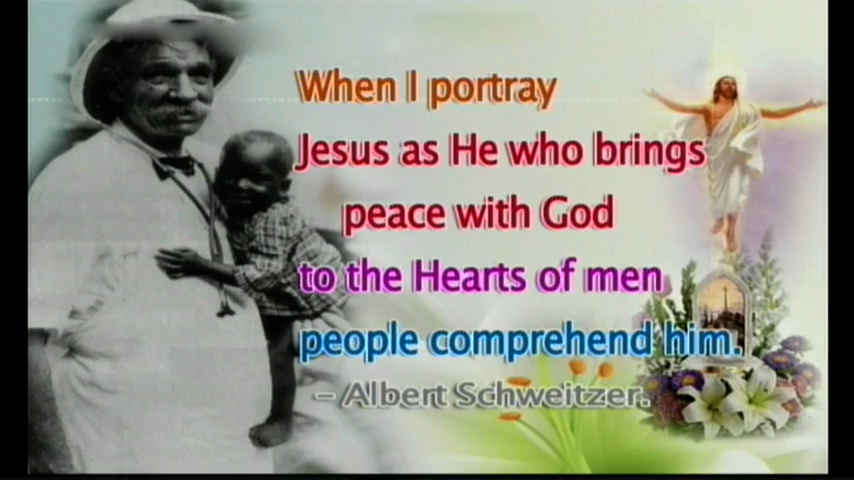 When I portray
Jesus as He who brings
peace with God
to the Hearts of men
people comprehend him.
– Albert Schweitzer.